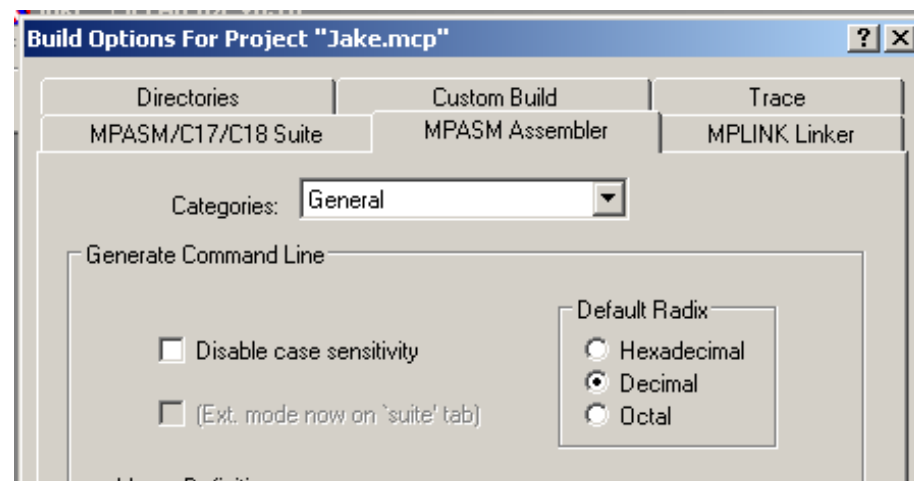 Build Options For Project "Jake.mcp"
Directories Custom Build Trace
MPASM/C17/C18 Suite MPASM Assembler MPLINK Linker
Categories: General
Generate Command Line
Default Radix
Disable case sensitivity Hexadecimal
Decimal
(Ext. mode now on `suite' tab) Octal